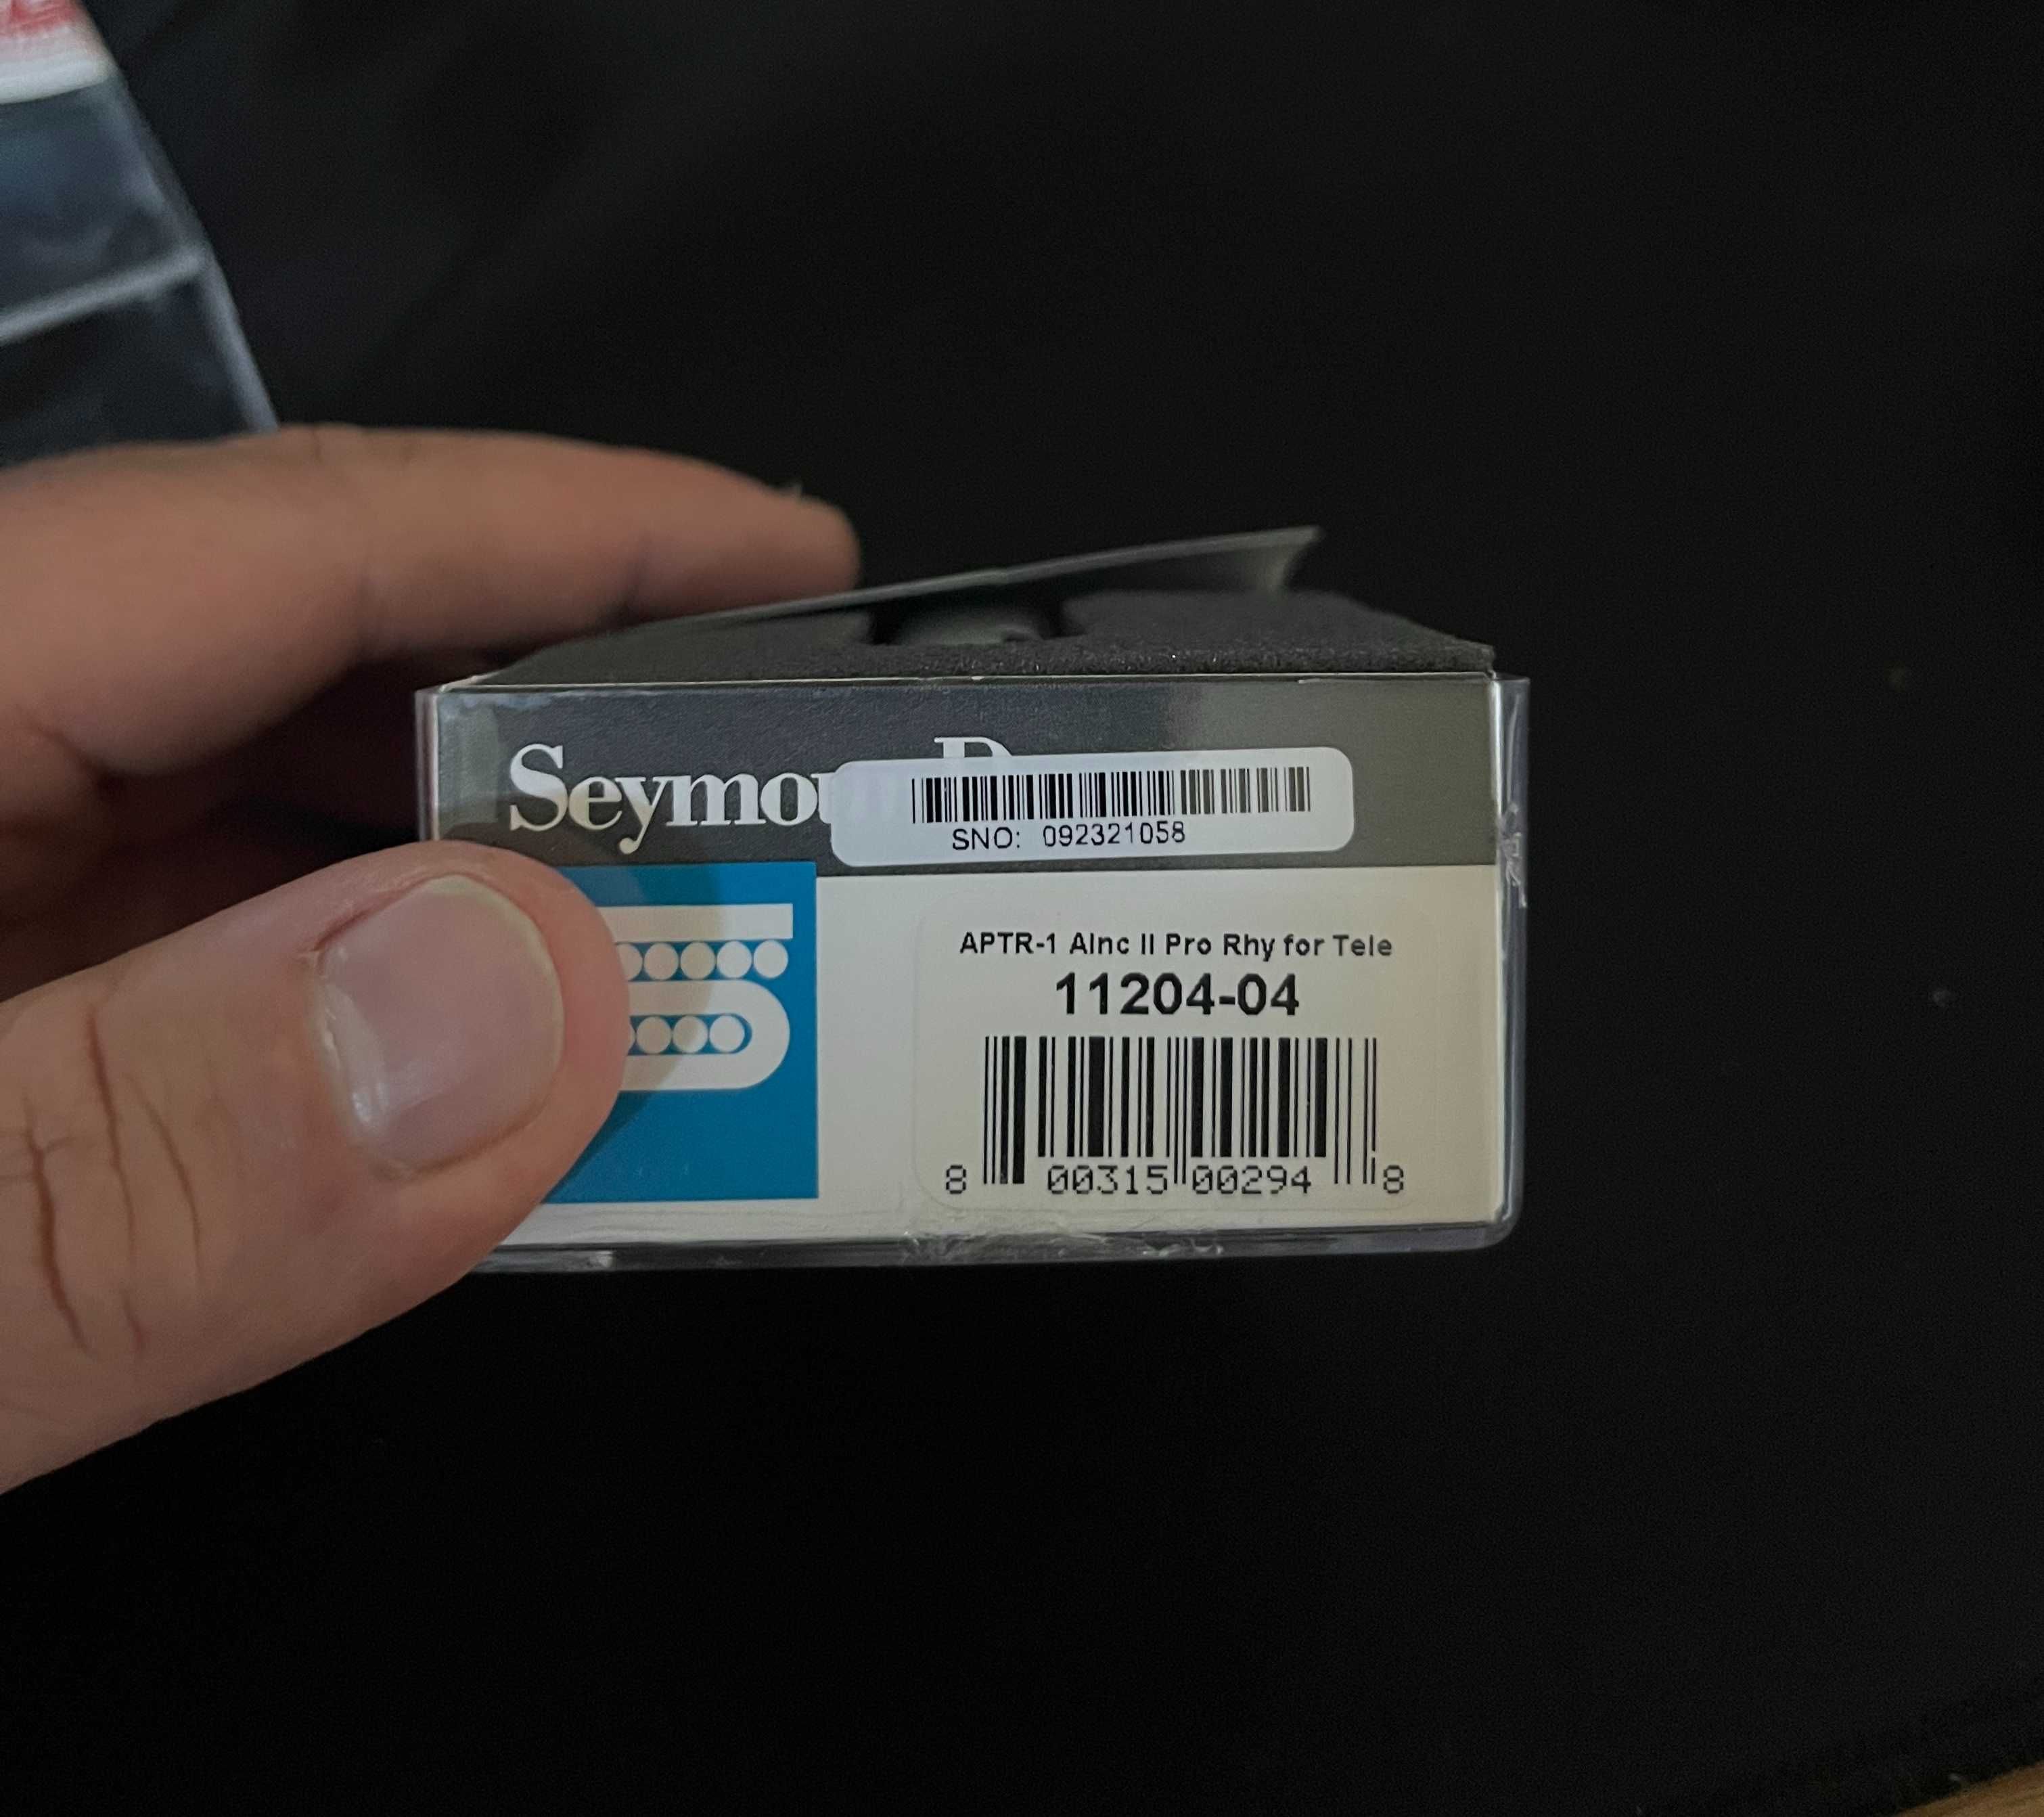 Seymou
SNO: 092321058
APTR-1 Alnc II Pro Rhy for Tele
11204-04
8 00315 00294 8